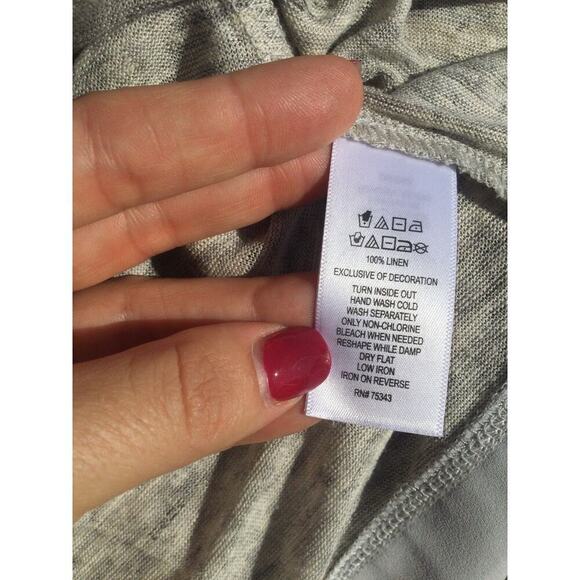 100% LINEN
EXCLUSIVE OF DECORATION
TURN INSIDE OUT
HAND WASH COLD
WASH SEPARATELY
ONLY NON-CHLORINE
BLEACH WHEN NEEDED
RESHAPE WHILE DAMP
DRY FLAT
LOW IRON
IRON ON REVERSE
RN# 75343